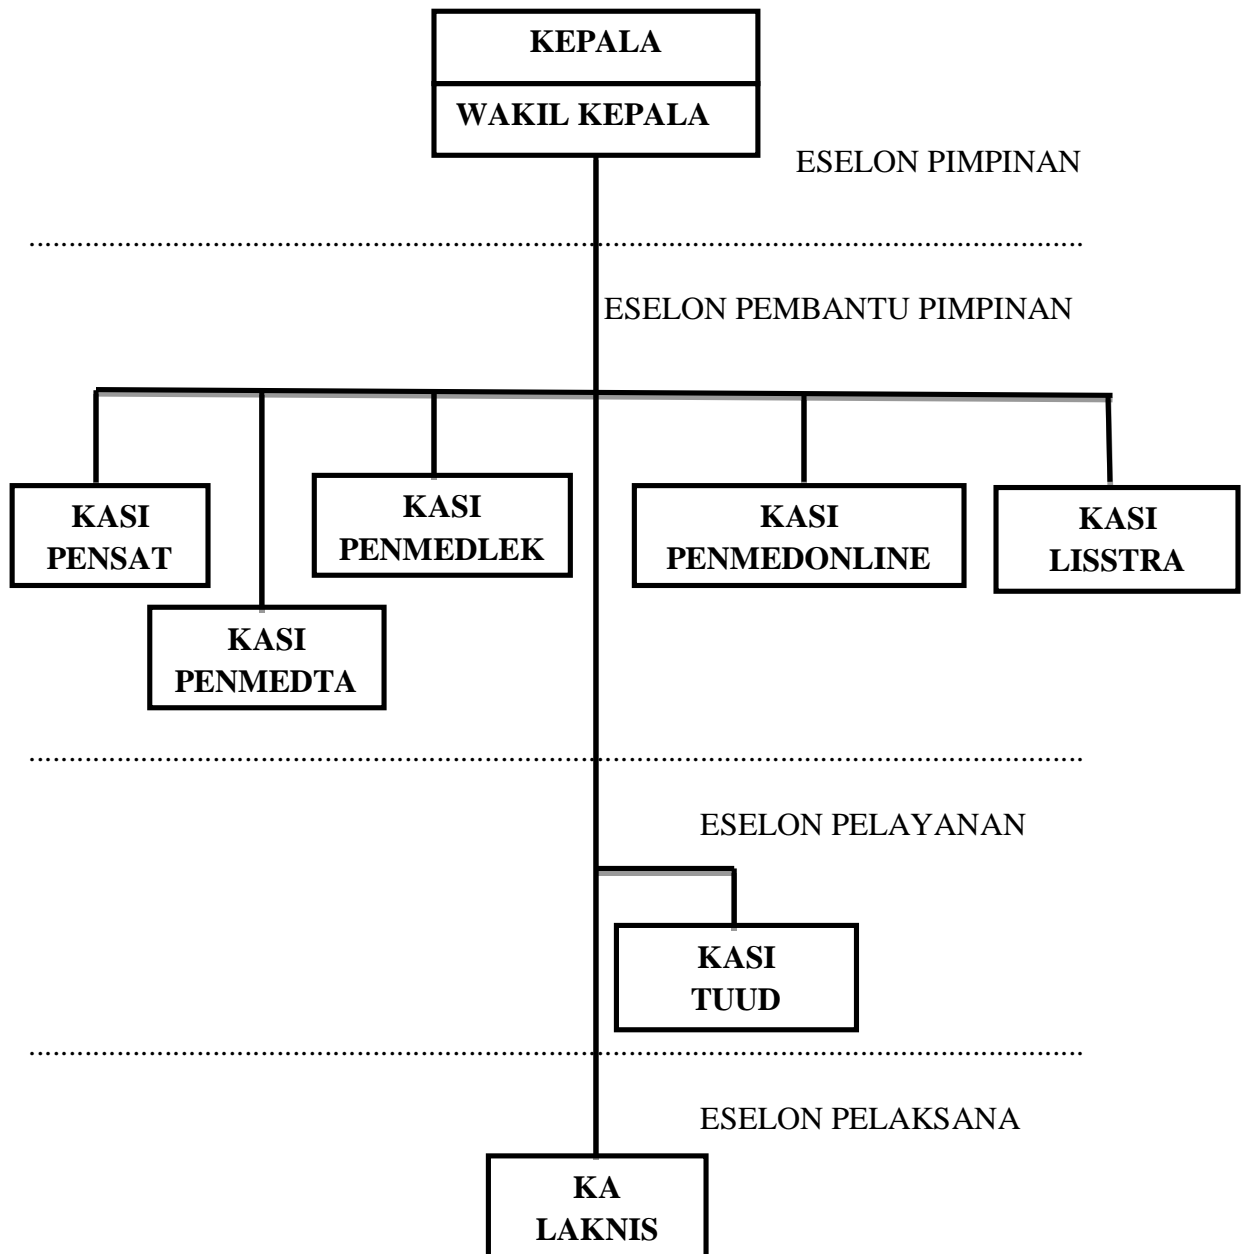 KEPALA
WAKIL KEPALA
ESELON PIMPINAN
....................................................................................................................................
ESELON PEMBANTU PIMPINAN
KASI
PENSAT
KASI
PENMEDLEK
KASI
PENMEDONLINE
KASI
LISSTRA
KASI
PENMEDTA
....................................................................................................................................
ESELON PELAYANAN
KASI
TUUD
....................................................................................................................................
ESELON PELAKSANA
KA
LAKNIS